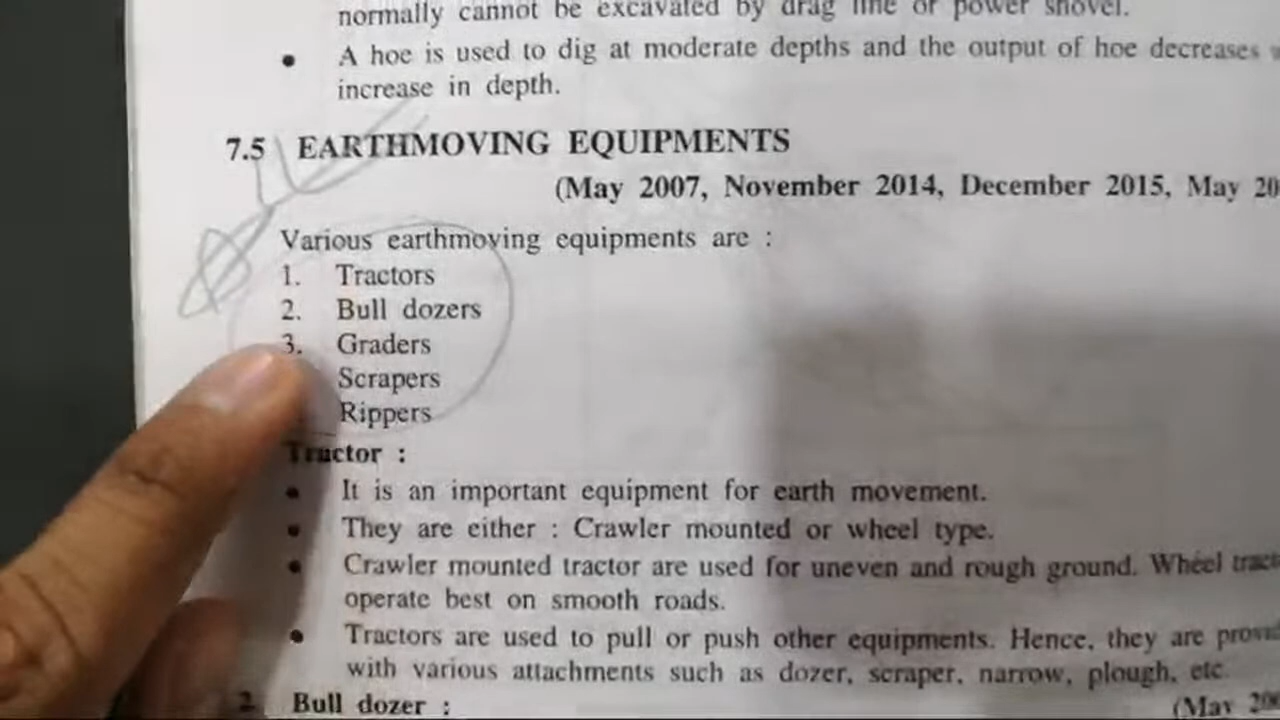 normally cannot be excavated by drag line or power shovel.
• A hoe is used to dig at moderate depths and the output of hoe decreases
increase in depth.
7.5 EARTHMOVING EQUIPMENTS
(May 2007, November 2014, December 2015, May 20
Various earthmoving equipments are :
1. Tractors
2. Bull dozers
3. Graders
Scrapers
Rippers
Tractor :
• It is an important equipment for earth movement.
• They are either : Crawler mounted or wheel type.
• Crawler mounted tractor are used for uneven and rough ground. Wheel
operate best on smooth roads.
• Tractors are used to pull or push other equipments. Hence, they are
with various attachments such as dozer, scraper, narrow, plough, etc.
2. Bull dozer :
(May